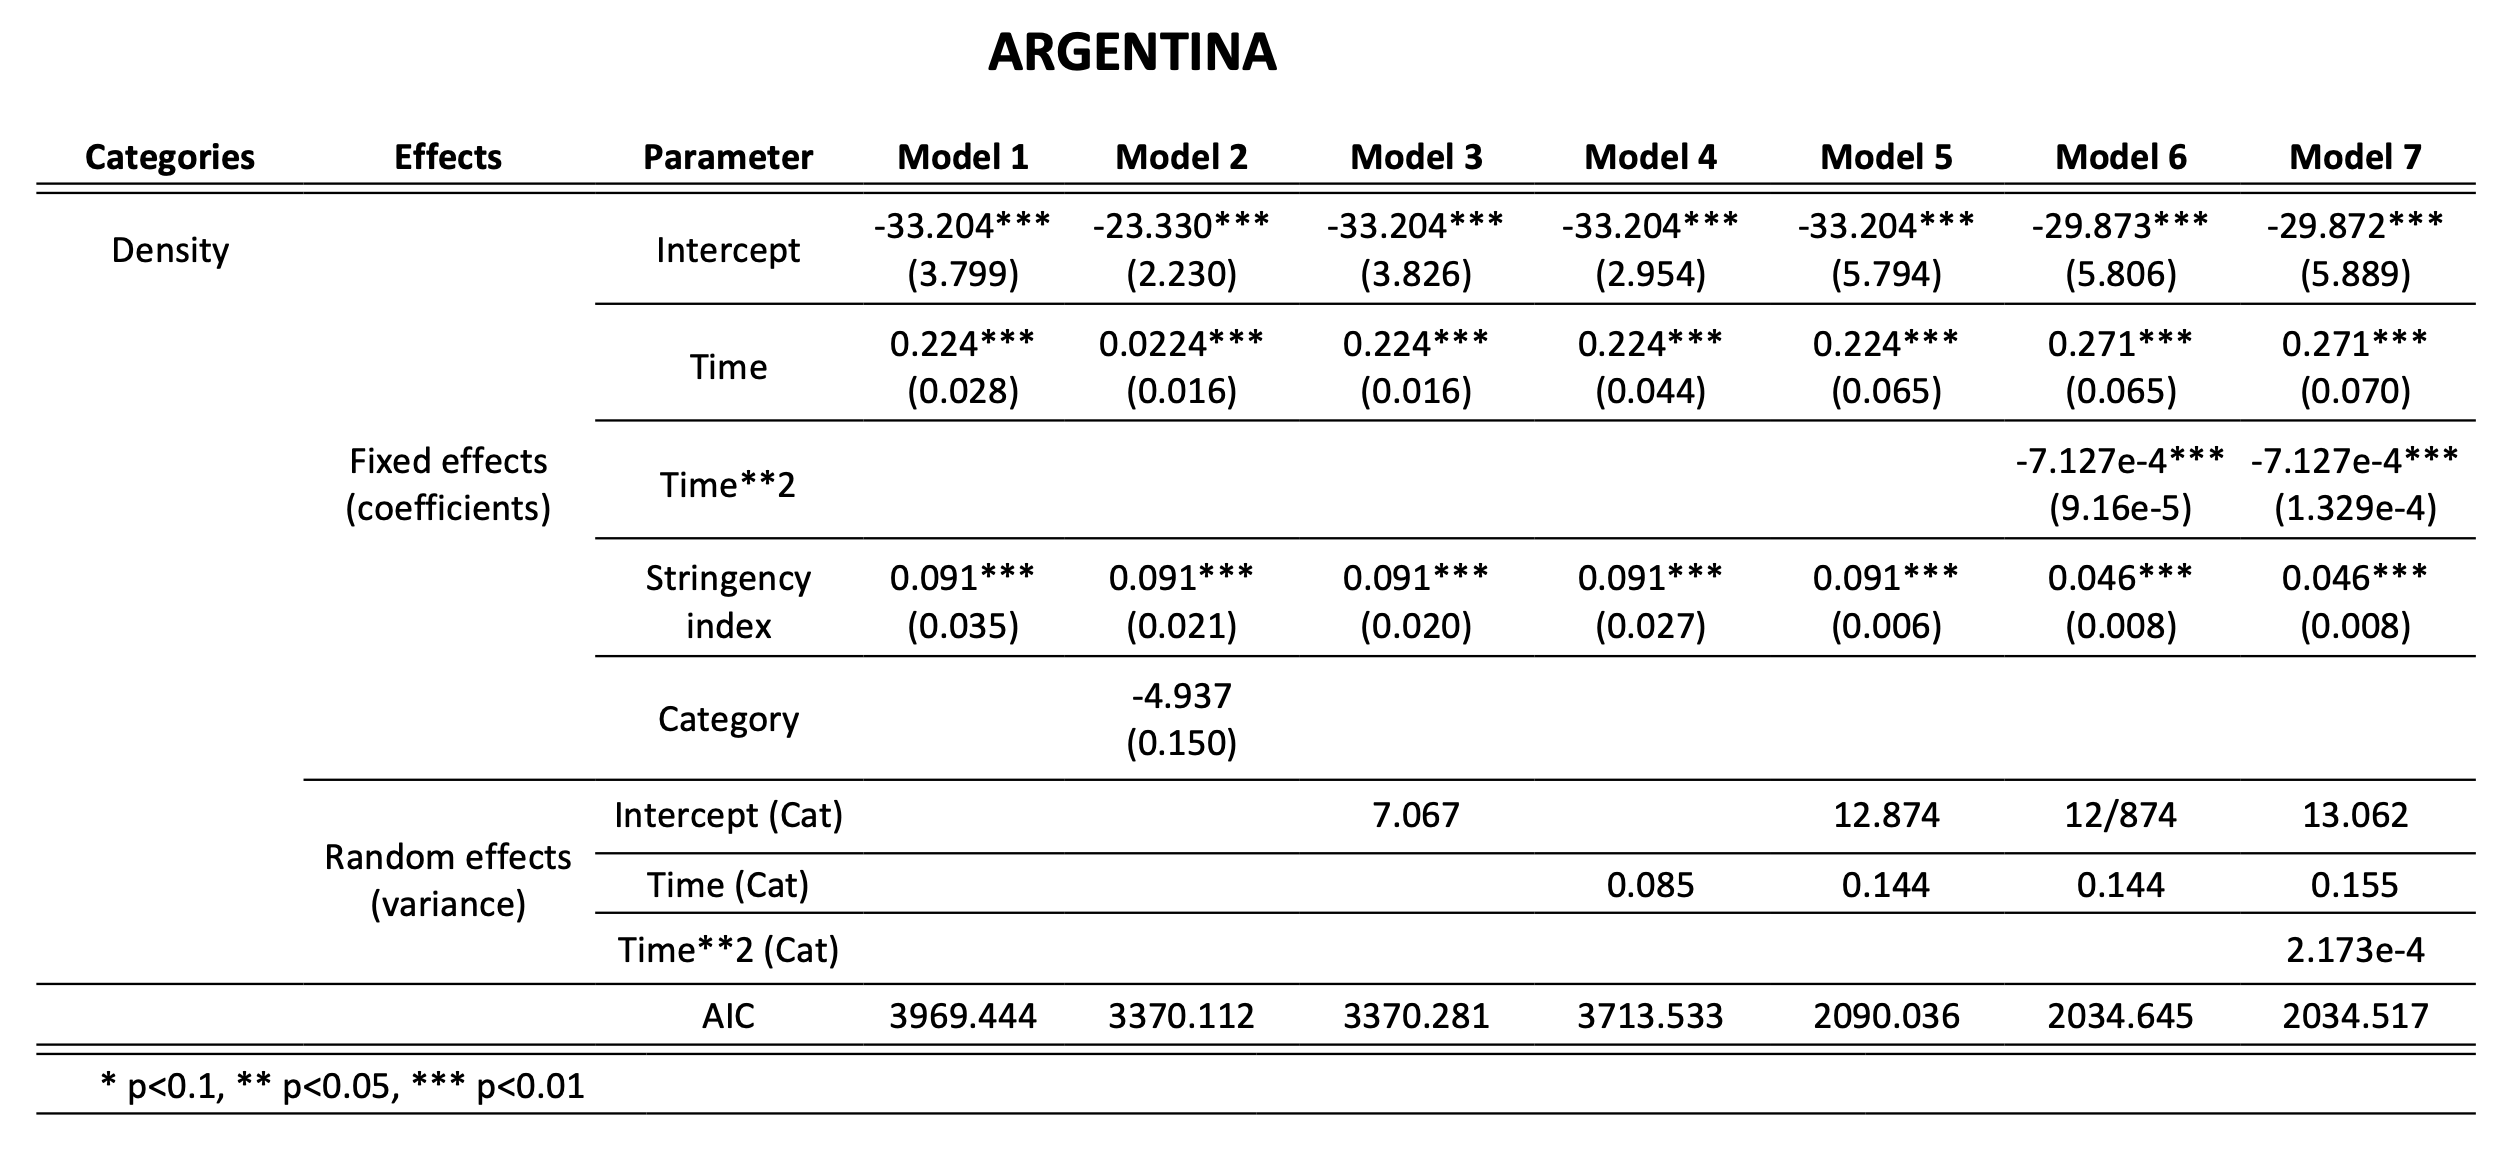 ARGENTINA
Categories Effects Parameter Model 1 Model 2 Model 3 Model 4 Model 5 Model 6 Model 7
Density Intercept -33.204*** -23.330*** -33.204*** -33.204*** -33.204*** -29.873*** -29.872***
(3.799) (2.230) (3.826) (2.954) (5.794) (5.806) (5.889)
Time 0.224*** 0.0224*** 0.224*** 0.224*** 0.224*** 0.271*** 0.271***
(0.028) (0.016) (0.016) (0.044) (0.065) (0.065) (0.070)
Fixed effects
(coefficients)
Time**2 -7.127e-4*** -7.127e-4***
(9.16e-5) (1.329e-4)
Stringency 0.091*** 0.091*** 0.091*** 0.091*** 0.091*** 0.046*** 0.046***
index (0.035) (0.021) (0.020) (0.027) (0.006) (0.008) (0.008)
Category -4.937
(0.150)
Random effects
(variance)
Intercept (Cat) 7.067 12.874 12/874 13.062
Time (Cat) 0.085 0.144 0.144 0.155
Time**2 (Cat) 2.173e-4
AIC 3969.444 3370.112 3370.281 3713.533 2090.036 2034.645 2034.517
* p<0.1, ** p<0.05, *** p<0.01